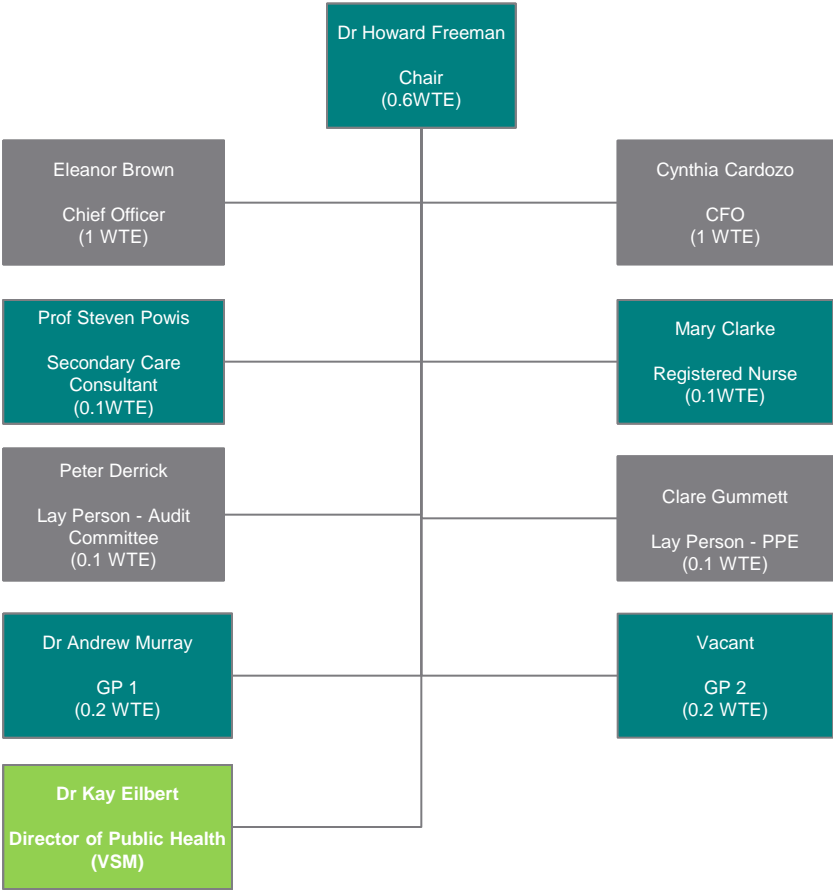 Dr Howard Freeman
Chair
(0.6WTE)
Eleanor Brown
Chief Officer
(1 WTE)
Cynthia Cardozo
CFO
(1 WTE)
Prof Steven Powis
Secondary Care
Consultant
(0.1WTE)
Mary Clarke
Registered Nurse
(0.1WTE)
Peter Derrick
Lay Person - Audit
Committee
(0.1 WTE)
Clare Gummett
Lay Person - PPE
(0.1 WTE)
Dr Andrew Murray
GP 1
(0.2 WTE)
Vacant
GP 2
(0.2 WTE)
Dr Kay Eilbert
Director of Public Health
(VSM)